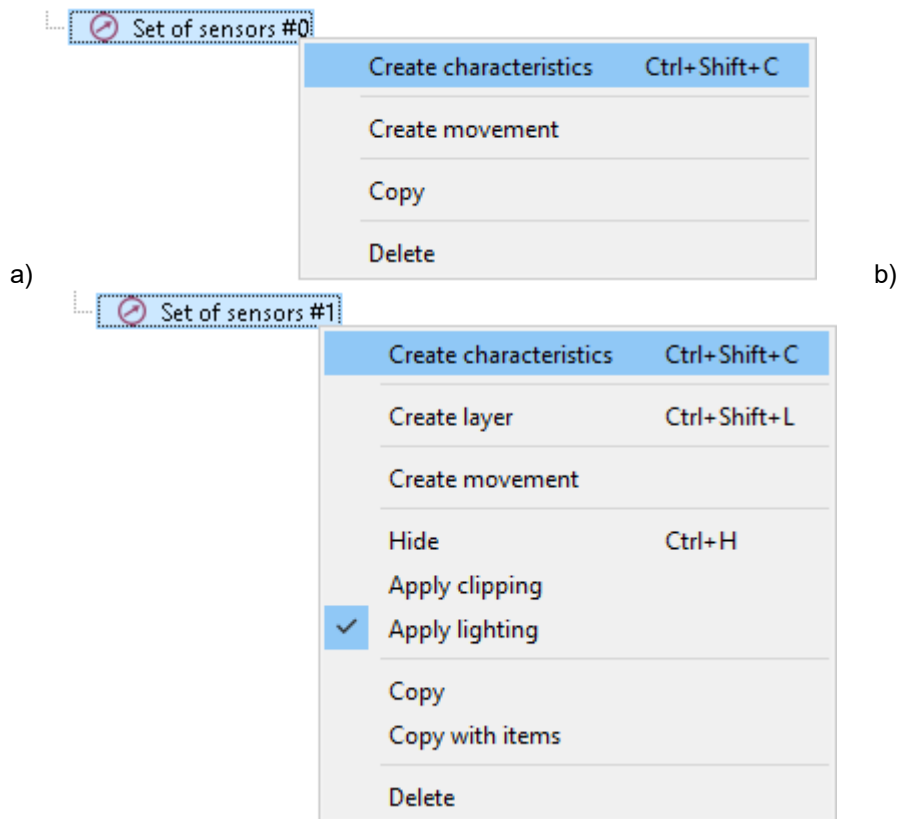 Set of sensors #0
Create characteristics Ctrl+Shift+C
Create movement
Copy
Delete
a)
b)
Set of sensors #1
Create characteristics Ctrl+Shift+C
Create layer Ctrl+Shift+L
Create movement
Hide Ctrl+H
Apply clipping
Apply lighting
Copy
Copy with items
Delete